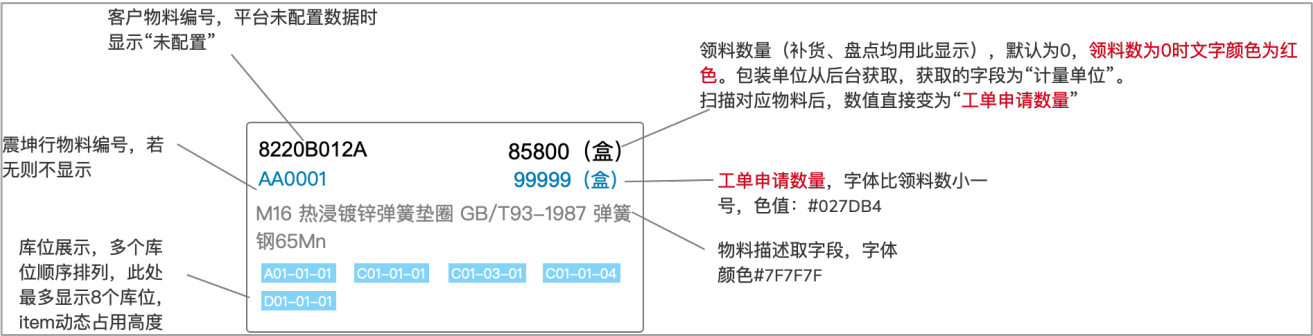 客户物料编号，平台未配置数据时
显示“未配置”
领料数量（补货、盘点均用此显示），默认为0，领料数为0时文字颜色为红
色。包装单位从后台获取，获取的字段为“计量单位”。
扫描对应物料后，数值直接变为“工单申请数量”
震坤行物料编号，若
无则不显示
8220B012A
85800（盒）
AA0001
99999（盒）
M16 热浸镀锌弹簧垫圈 GB/T93-1987 弹簧
钢65Mn
A01-01-01
C01-01-01
C01-03-01
C01-01-04
D01-01-01
工单申请数量，字体比领料数小一
号，色值：#027DB4
物料描述取字段，字体
颜色#7F7F7F
库位展示，多个库
位顺序排列，此处
最多显示8个库位，
item动态占用高度